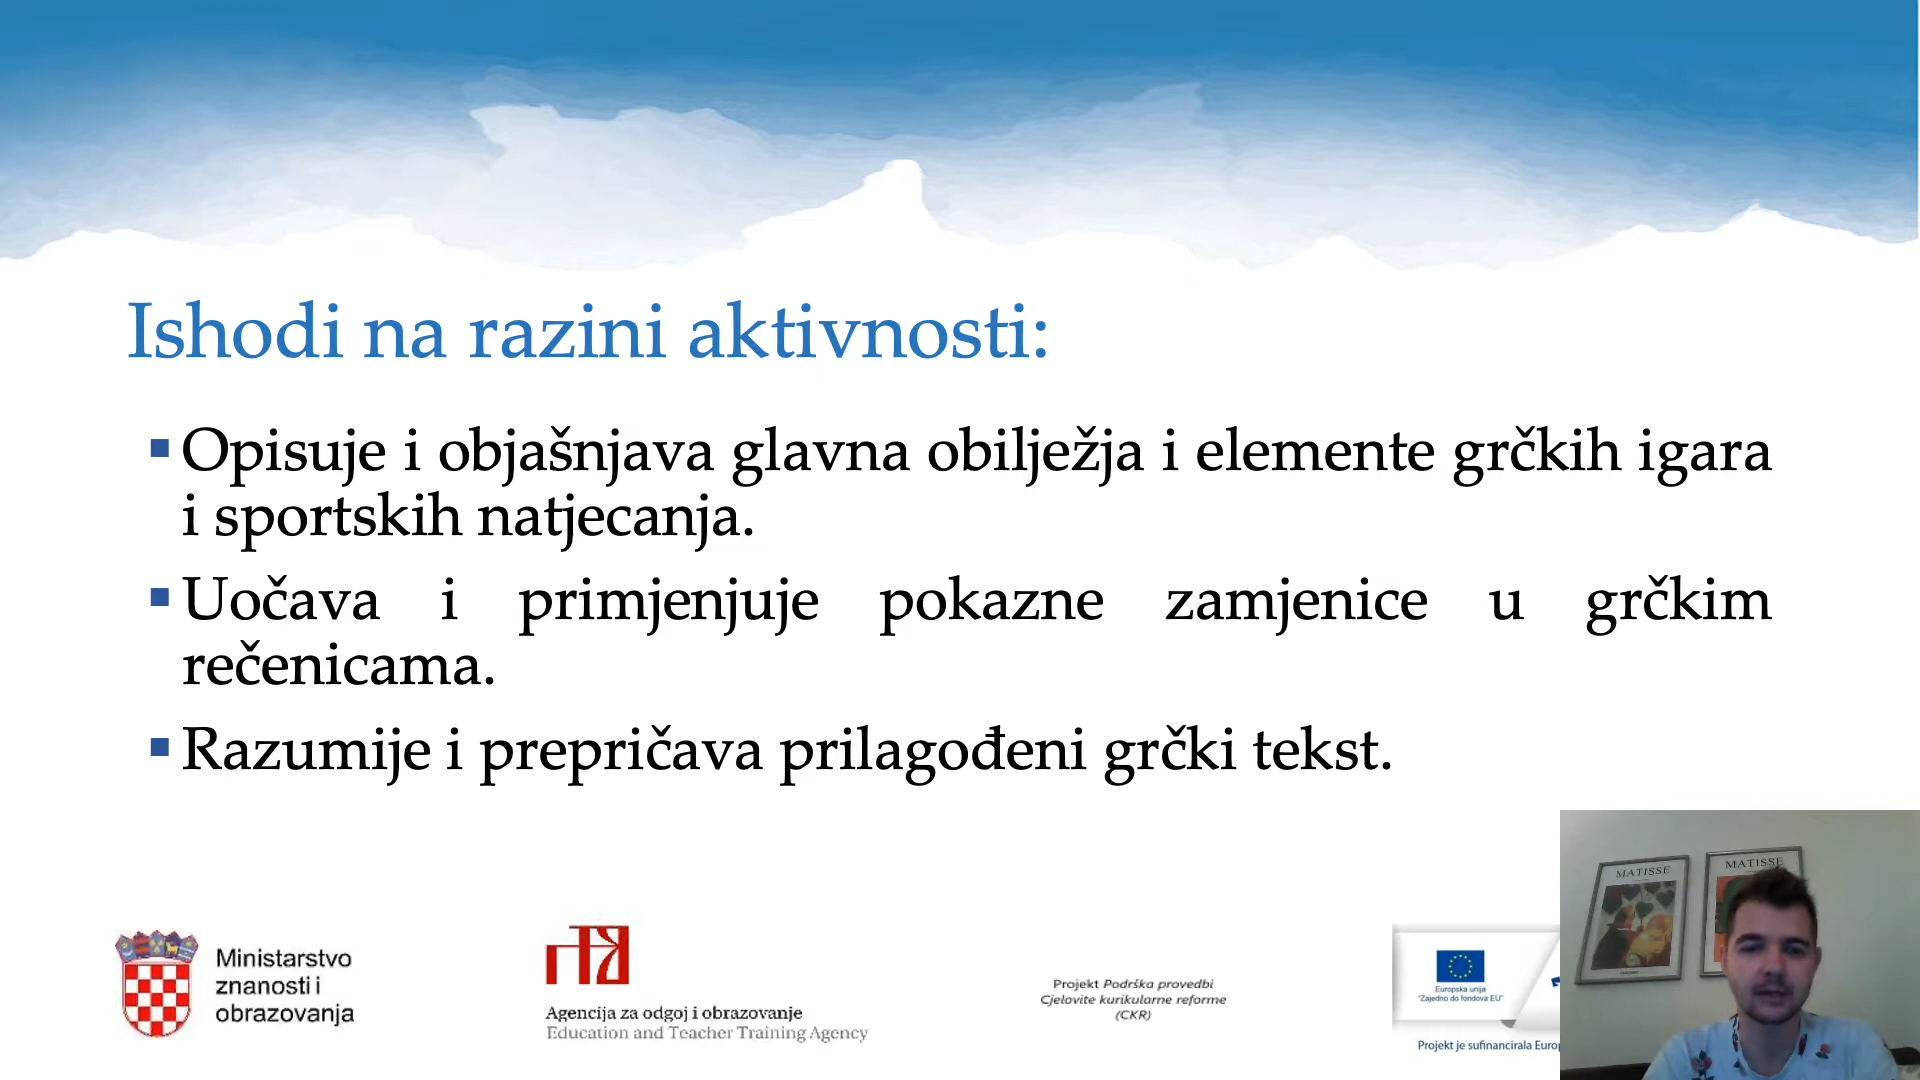 Ishodi na razini aktivnosti:
▪ Opisuje i objašnjava glavna obilježja i elemente grčkih igara
i sportskih natjecanja.
▪ Uočava i primjenjuje pokazne zamjenice u grčkim
rečenicama.
▪ Razumije i prepričava prilagođeni grčki tekst.
MATISSE
MATISSE
Ministarstvo
znanosti i
obrazovanja
Agencija za odgoj i obrazovanje
Education and Teacher Training Agency
Projekt Podrška provedbi
Cjelovite kurikularne reforme
(CKR)
Europska unija
"Zajedno do fondova EU"
Projekt je sufinancirala Europ